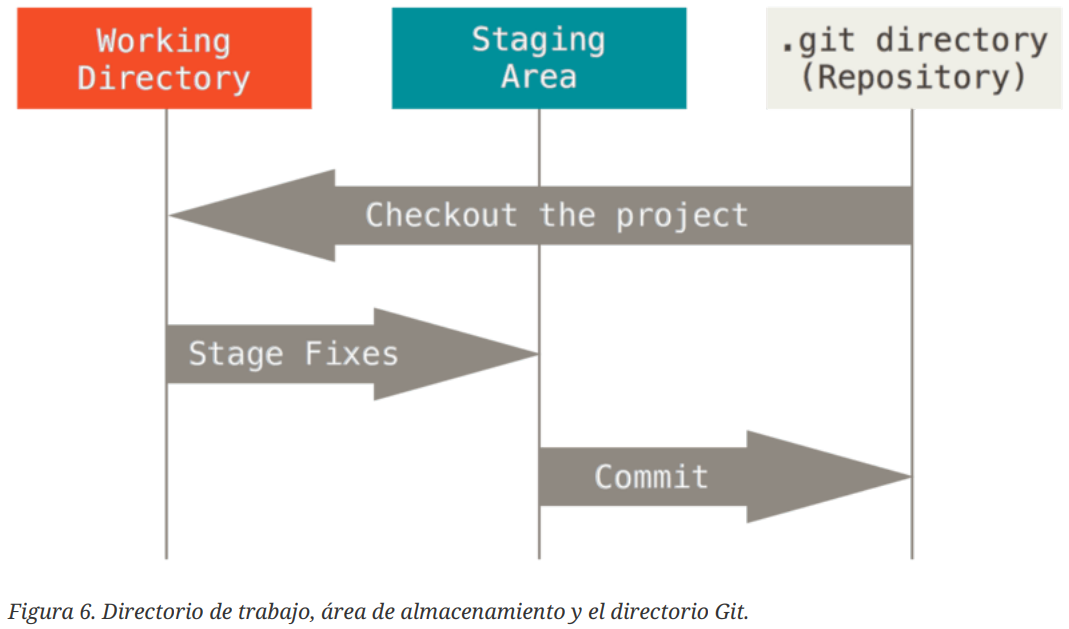 Working
Directory
Staging
Area
.git directory
(Repository)
Checkout the project
Stage Fixes
Commit
Figura 6. Directorio de trabajo, área de almacenamiento y el directorio Git.